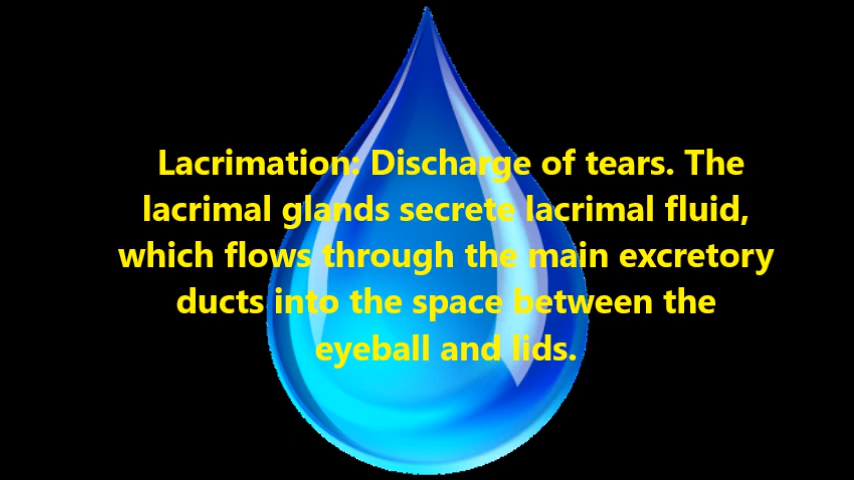 Lacrimation: Discharge of tears. The
lacrimal glands secrete lacrimal fluid,
which flows through the main excretory
ducts into the space between the
eyeball and lids.